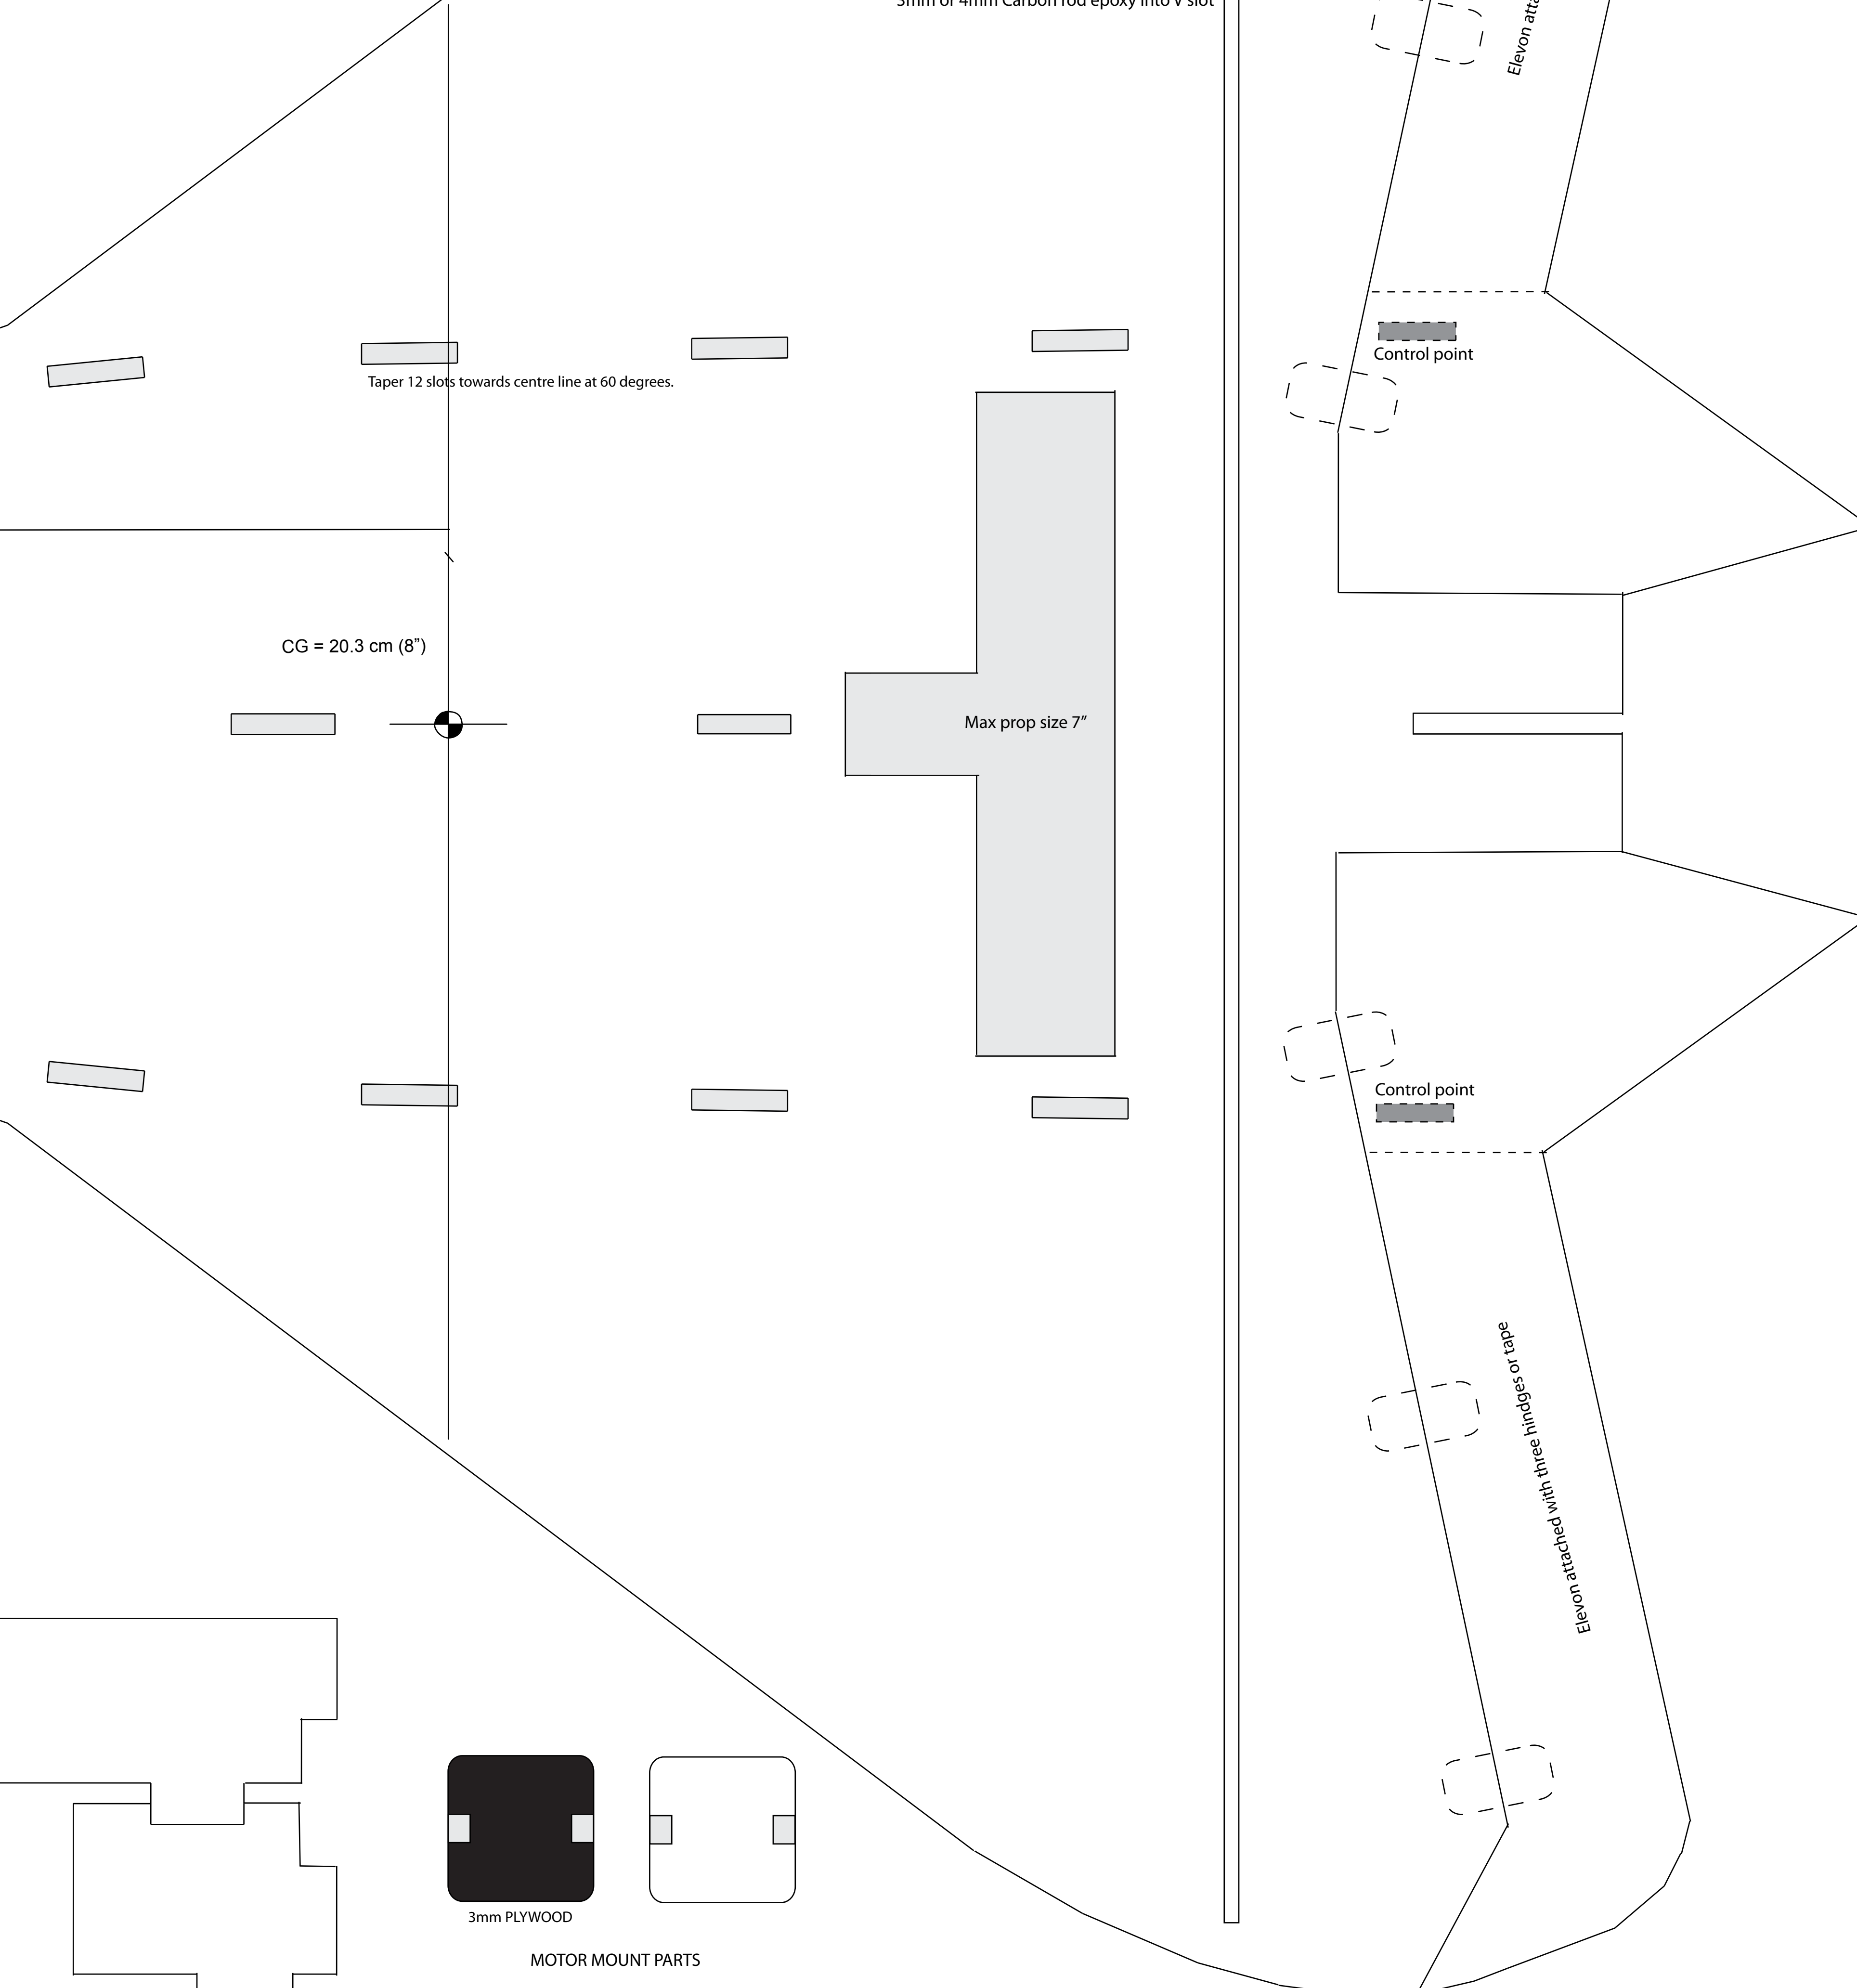 3mm or 4mm Carbon rod epoxy into V slot
Elevon
Control point
Taper 12 slots towards centre line at 60 degrees.
CG = 20.3 cm (8”)
Max prop size 7”
Control point
Elevon attached with three hindges or tape
3mm PLYWOOD
MOTOR MOUNT PARTS